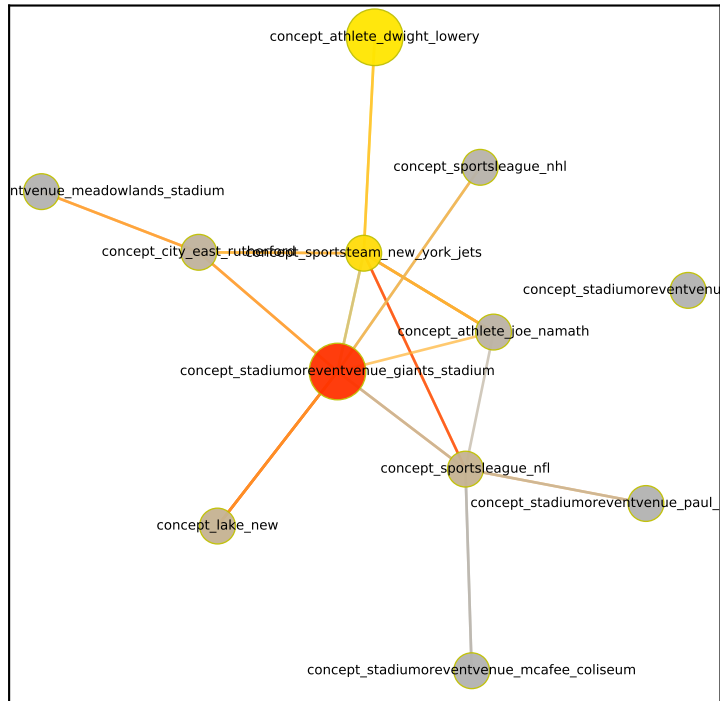 concept_athlete_dwight_lowery
concept_sportsleague_nhl
ntvenue_meadowlands_stadium
concept_city_east_rutherford
concept_sportsteam_new_york_jets
concept_stadiumoreventvenu
concept_athlete_joe_namath
concept_stadiumoreventvenue_giants_stadium
concept_sportsleague_nfl
concept_stadiumoreventvenue_paul_
concept_lake_new
concept_stadiumoreventvenue_mcafee_coliseum